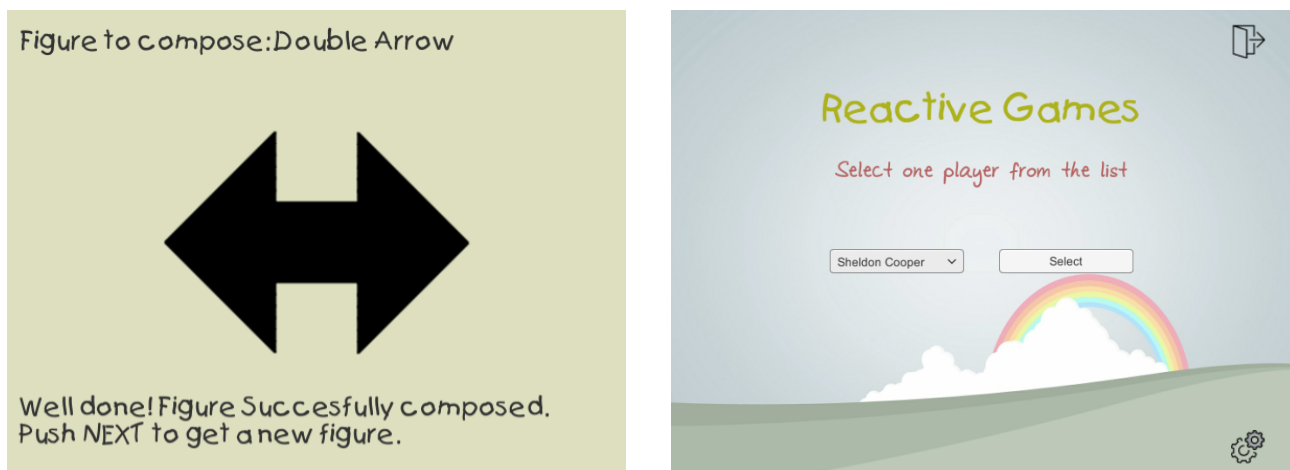 Figure to compose:Double Arrow
Well done! Figure Succesfully composed.
Push NEXT to get a new figure.
Reactive Games
Select one player from the list
Sheldon Cooper
Select